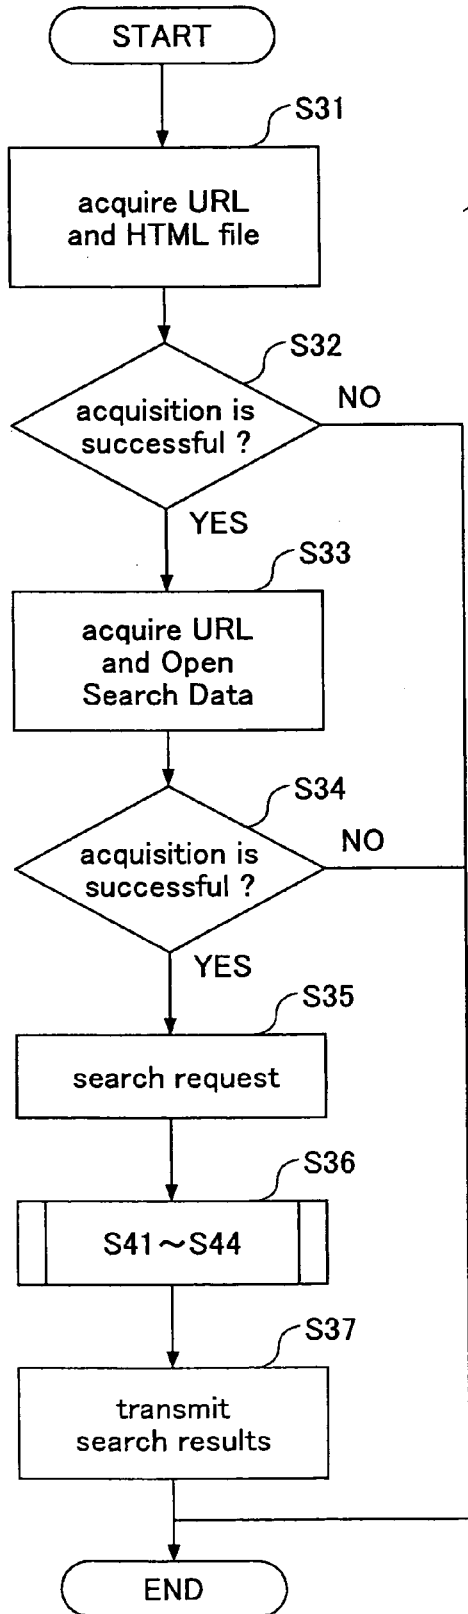 START
S31
acquire URL
and HTML file
S32
acquisition is
successful ?
NO
YES
S33
acquire URL
and Open
Search Data
S34
acquisition is
successful ?
NO
YES
S35
search request
S36
S41～S44
S37
transmit
search results
END